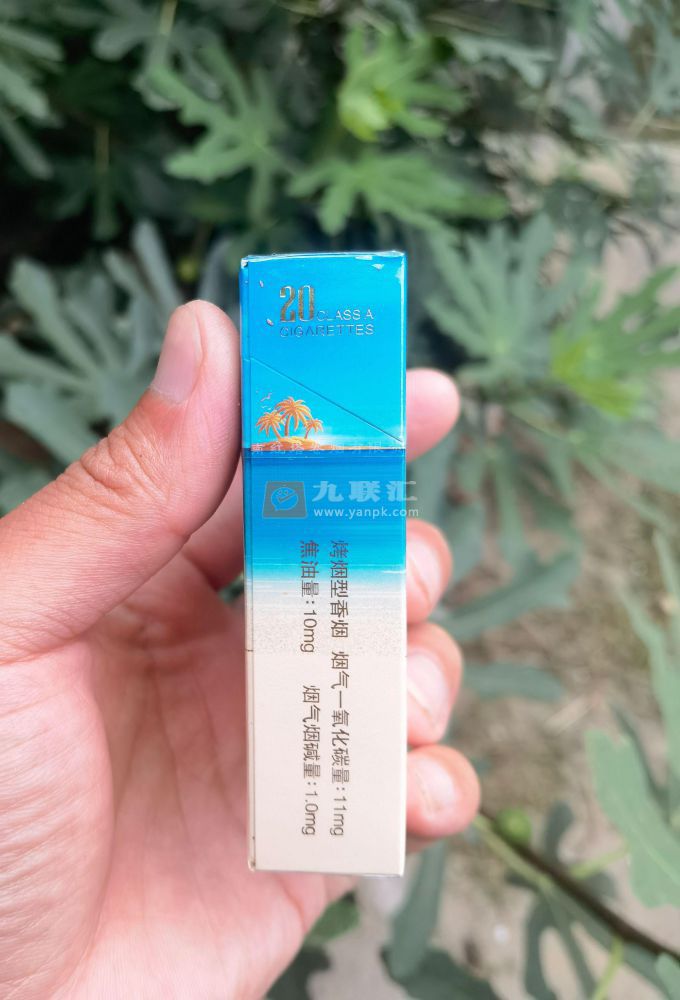 20 CLASS A
CIGARETTES
九联汇
www.yanpk.com
烤烟型香烟 烟气一氧化碳量:11mg
焦油量:10mg 烟气烟碱量:1.0mg